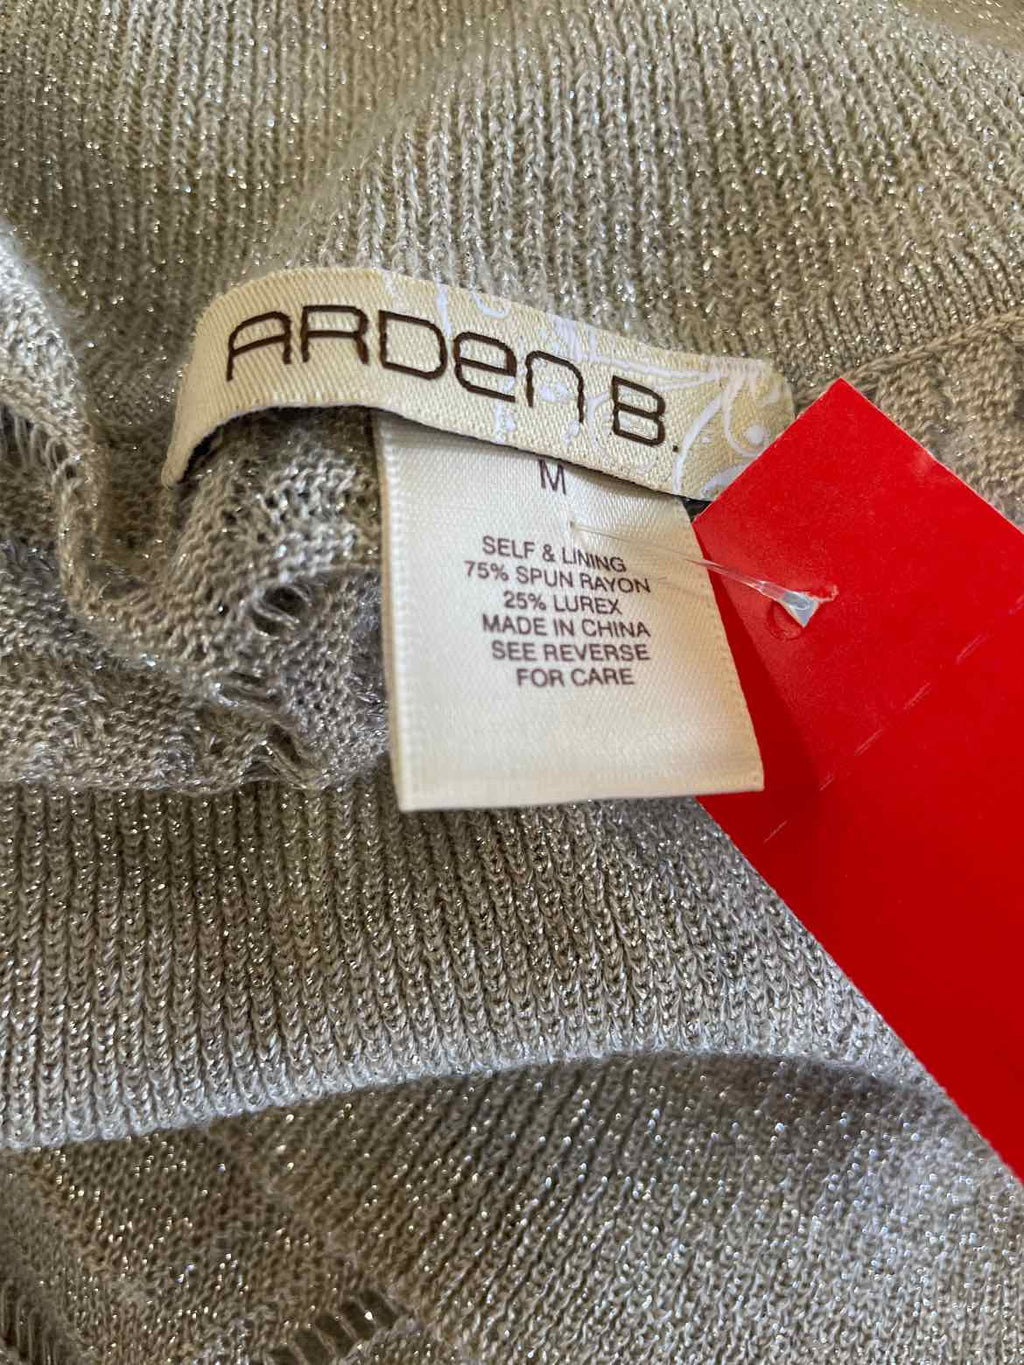 ARDen B.
M
SELF & LINING
75% SPUN RAYON
25% LUREX
MADE IN CHINA
SEE REVERSE
FOR CARE